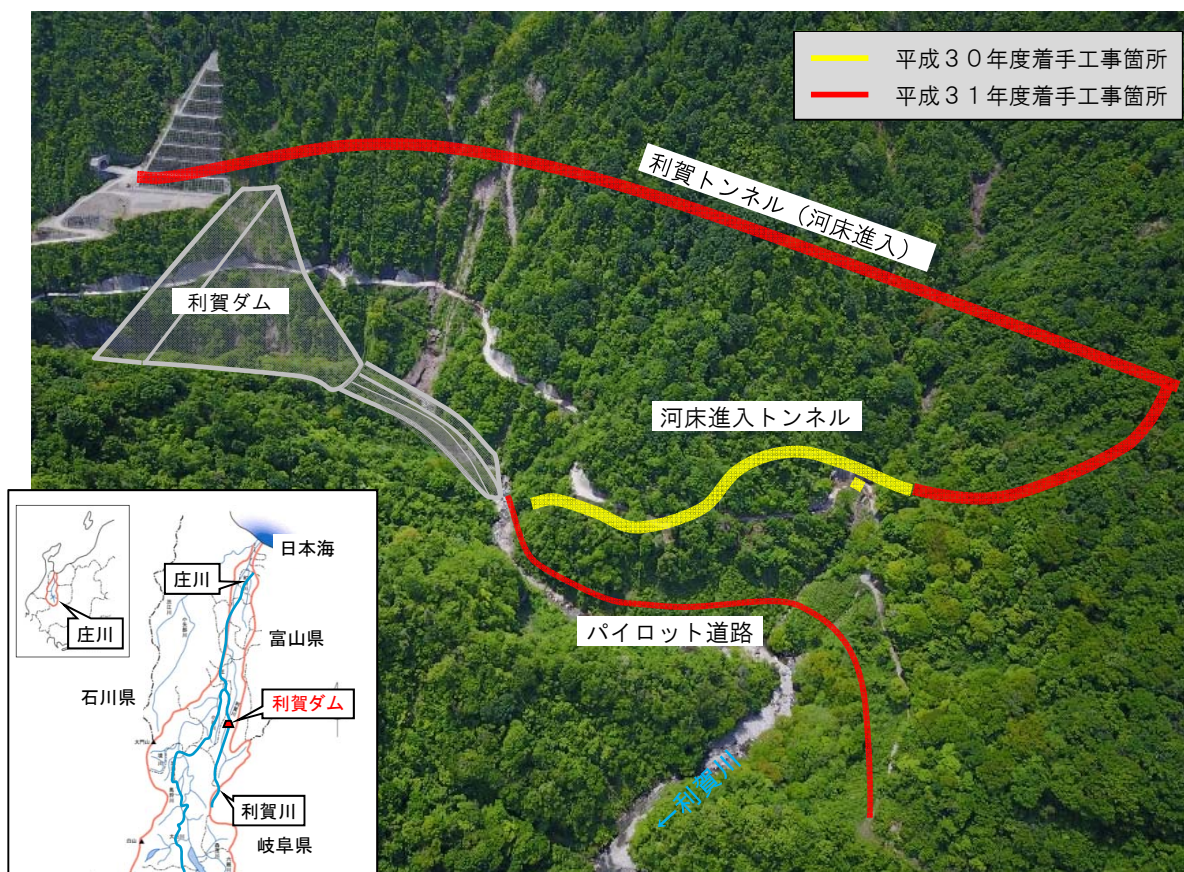 平成３０年度着手工事箇所
平成３１年度着手工事箇所
利賀トンネル（河床進入）
利賀ダム
河床進入トンネル
パイロット道路
←利賀川
日本海
庄川
庄川
富山県
石川県
利賀ダム
利賀川
岐阜県
白山